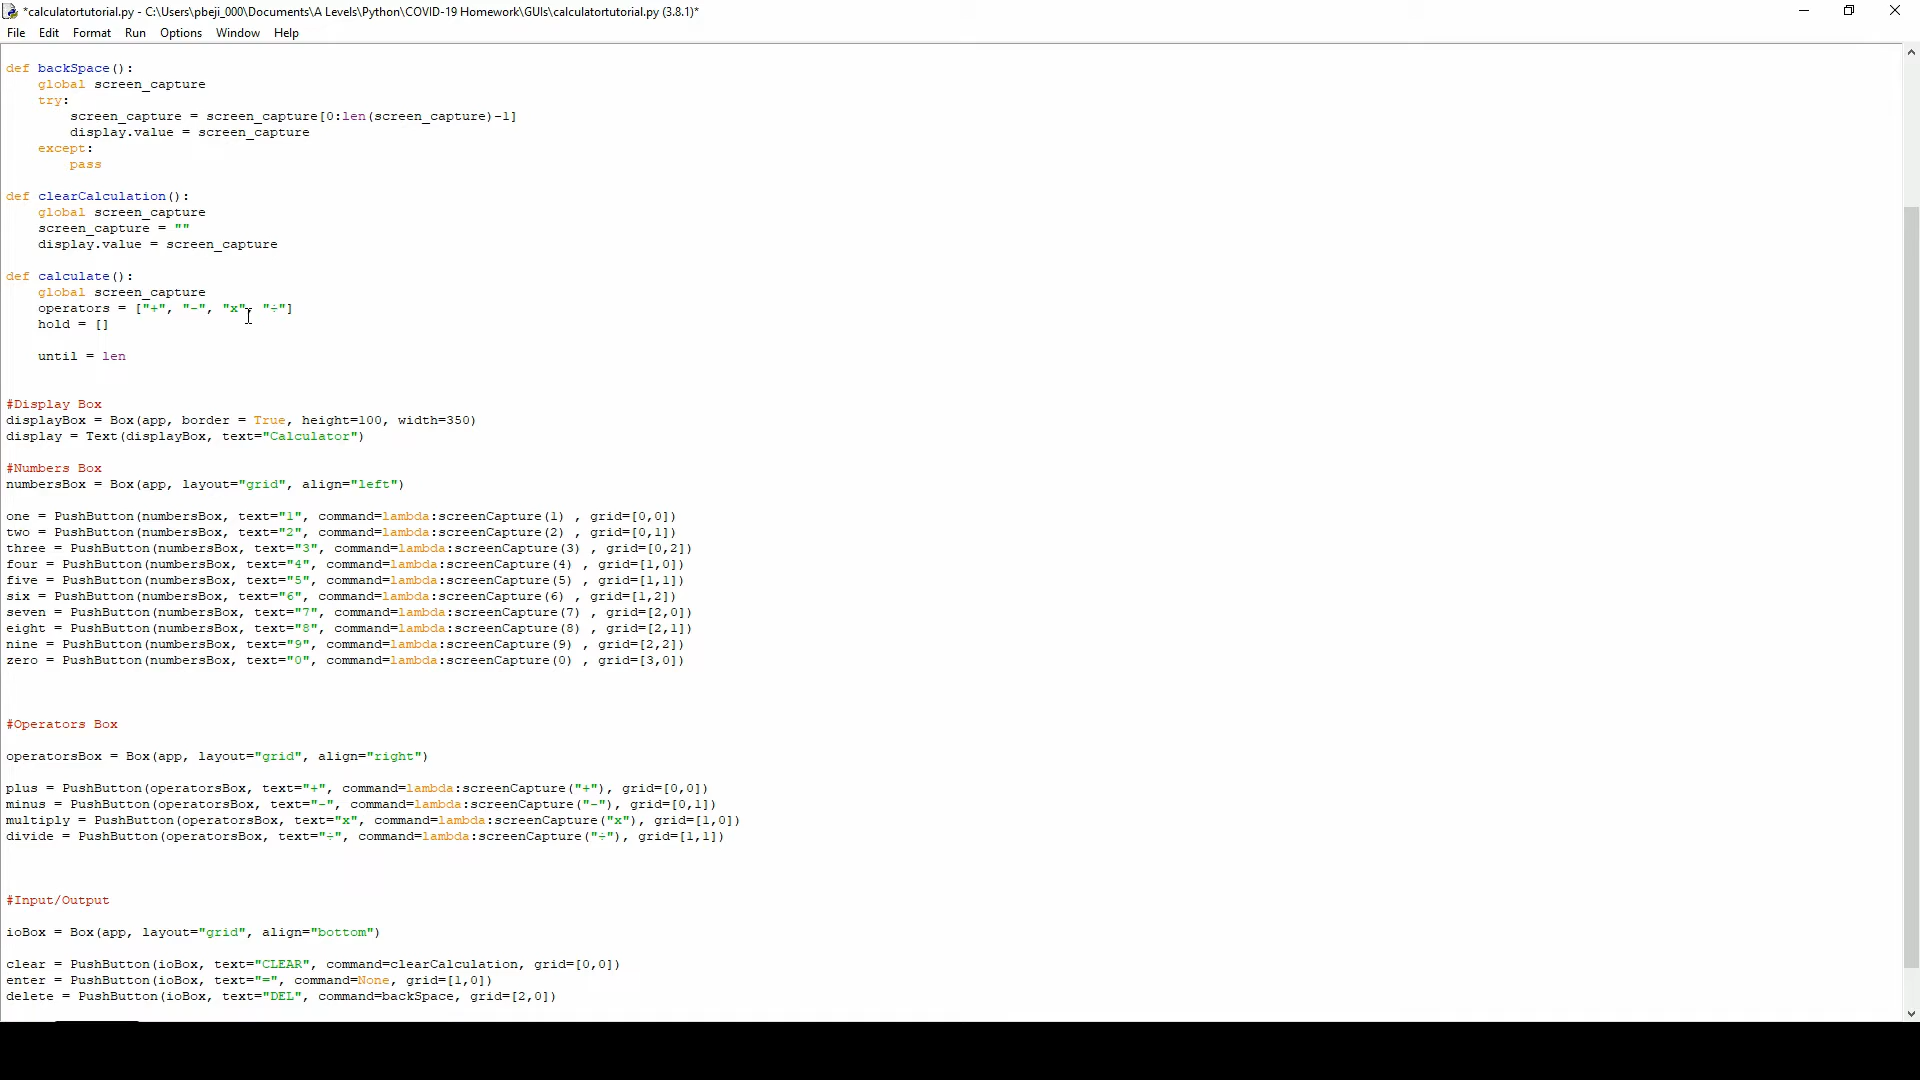 *calculatortutorial.py - C:\Users\pbeji_000\Documents\A Levels\Python\COVID-19 Homework\GUIs\calculatortutorial.py (3.8.1)*
File Edit Format Run Options Window Help
def backSpace():
    global screen_capture
    try:
        screen_capture = screen_capture[0:len(screen_capture)-1]
        display.value = screen_capture
    except:
        pass
def clearCalculation():
    global screen_capture
    screen_capture = ""
    display.value = screen_capture
def calculate():
    global screen_capture
    operators = ["+", "-", "x", "÷"]
    hold = []
    until = len
#Display Box
displayBox = Box(app, border = True, height=100, width=350)
display = Text(displayBox, text="Calculator")
#Numbers Box
numbersBox = Box(app, layout="grid", align="left")
one = PushButton(numbersBox, text="1", command=lambda:screenCapture(1) , grid=[0,0])
two = PushButton(numbersBox, text="2", command=lambda:screenCapture(2) , grid=[0,1])
three = PushButton(numbersBox, text="3", command=lambda:screenCapture(3) , grid=[0,2])
four = PushButton(numbersBox, text="4", command=lambda:screenCapture(4) , grid=[1,0])
five = PushButton(numbersBox, text="5", command=lambda:screenCapture(5) , grid=[1,1])
six = PushButton(numbersBox, text="6", command=lambda:screenCapture(6) , grid=[1,2])
seven = PushButton(numbersBox, text="7", command=lambda:screenCapture(7) , grid=[2,0])
eight = PushButton(numbersBox, text="8", command=lambda:screenCapture(8) , grid=[2,1])
nine = PushButton(numbersBox, text="9", command=lambda:screenCapture(9) , grid=[2,2])
zero = PushButton(numbersBox, text="0", command=lambda:screenCapture(0) , grid=[3,0])
#Operators Box
operatorsBox = Box(app, layout="grid", align="right")
plus = PushButton(operatorsBox, text="+", command=lambda:screenCapture("+"), grid=[0,0])
minus = PushButton(operatorsBox, text="-", command=lambda:screenCapture("-"), grid=[0,1])
multiply = PushButton(operatorsBox, text="x", command=lambda:screenCapture("x"), grid=[1,0])
divide = PushButton(operatorsBox, text="÷", command=lambda:screenCapture("÷"), grid=[1,1])
#Input/Output
ioBox = Box(app, layout="grid", align="bottom")
clear = PushButton(ioBox, text="CLEAR", command=clearCalculation, grid=[0,0])
enter = PushButton(ioBox, text="=", command=None, grid=[1,0])
delete = PushButton(ioBox, text="DEL", command=backSpace, grid=[2,0])